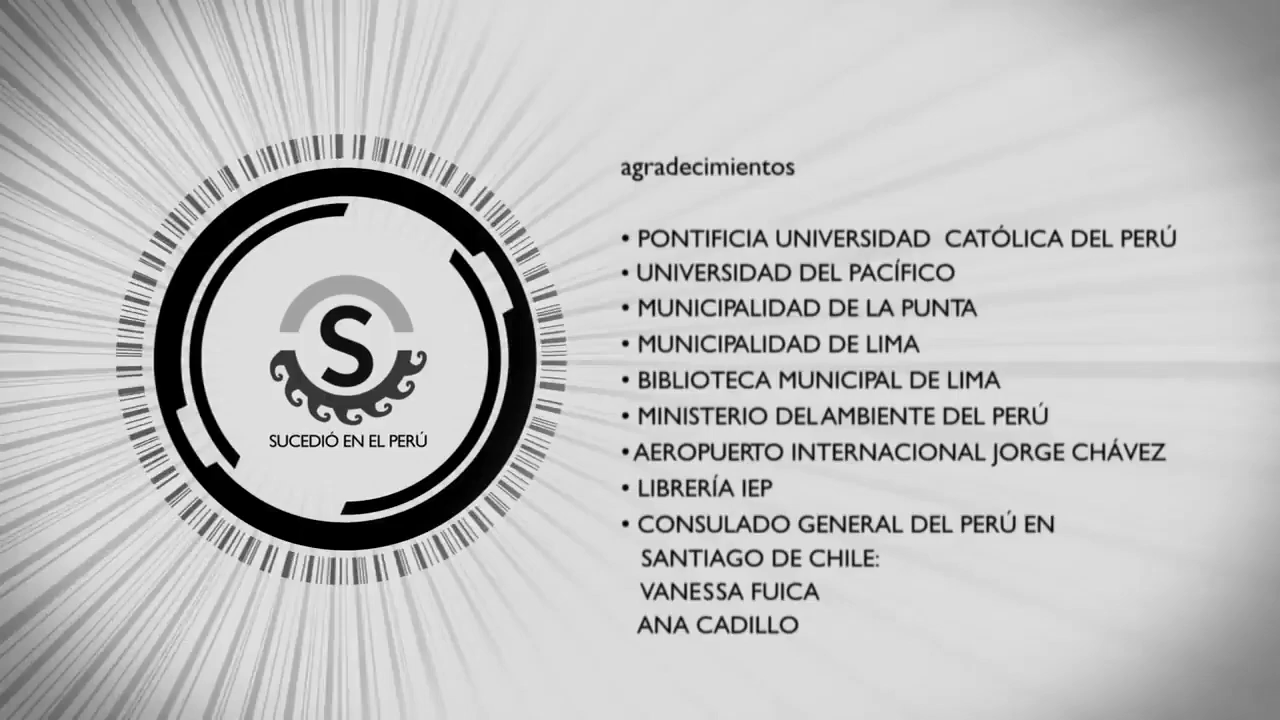 S
SUCEDIÓ EN EL PERÚ
agradecimientos
• PONTIFICIA UNIVERSIDAD CATÓLICA DEL PERÚ
• UNIVERSIDAD DEL PACÍFICO
• MUNICIPALIDAD DE LA PUNTA
• MUNICIPALIDAD DE LIMA
• BIBLIOTECA MUNICIPAL DE LIMA
• MINISTERIO DEL AMBIENTE DEL PERÚ
• AEROPUERTO INTERNACIONAL JORGE CHÁVEZ
• LIBRERÍA IEP
• CONSULADO GENERAL DEL PERÚ EN
SANTIAGO DE CHILE:
VANESSA FUICA
ANA CADILLO